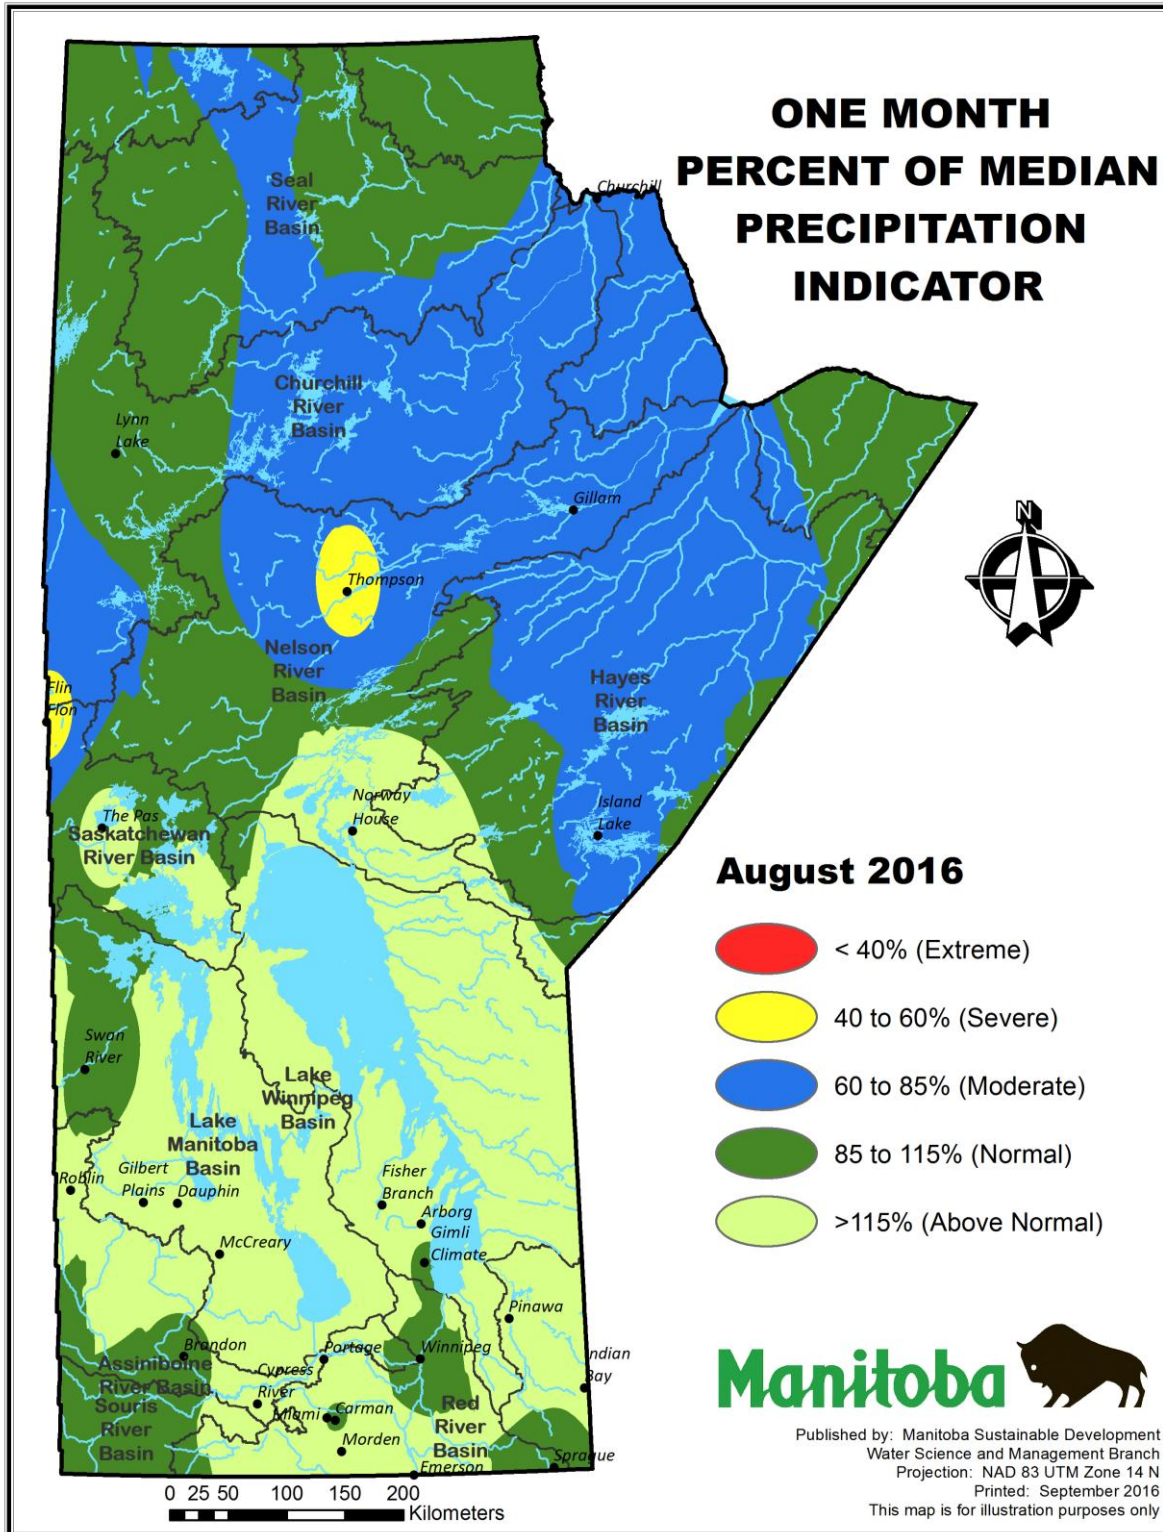 ONE MONTH
PERCENT OF MEDIAN
PRECIPITATION
INDICATOR
Churchill
Seal
River
Basin
Churchill
River
Basin
Lynn
Lake
Gillam
Thompson
Nelson
River
Basin
Hayes
River
Basin
Flin
Flon
Norway
House
Island
Lake
The Pas
Saskatchewan
River Basin
Swan
River
Lake
Winnipeg
Basin
Lake
Manitoba
Basin
Roblin
Gilbert
Plains
Dauphin
Fisher
Branch
Arborg
Gimli
Climate
McCreary
Pinawa
Brandon
Portage
Winnipeg
Indian
Bay
Assiniboine
River Basin
Cypress
River
Souris
River
Basin
Miami
Carman
Red
River
Basin
Morden
Sprague
Emerson
0 25 50 100 150 200
Kilometers
N
August 2016
< 40% (Extreme)
40 to 60% (Severe)
60 to 85% (Moderate)
85 to 115% (Normal)
>115% (Above Normal)
Manitoba
Published by: Manitoba Sustainable Development
Water Science and Management Branch
Projection: NAD 83 UTM Zone 14 N
Printed: September 2016
This map is for illustration purposes only